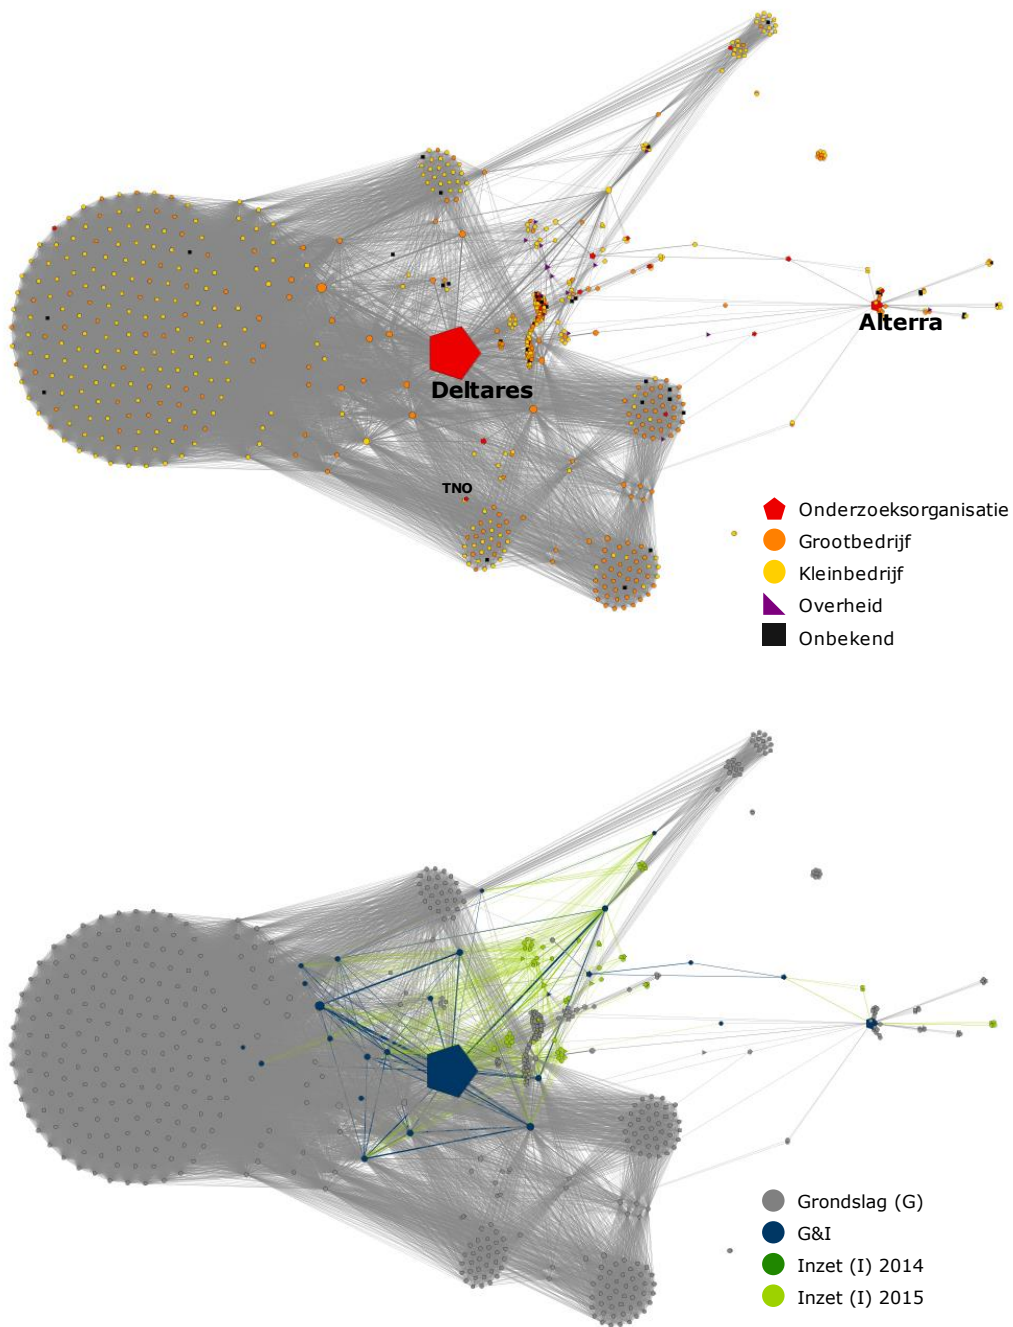 Alterra
Deltares
TNO
Onderzoeksorganisatie
Grootbedrijf
Kleinbedrijf
Overheid
Onbekend
Grondslag (G)
G&I
Inzet (I) 2014
Inzet (I) 2015